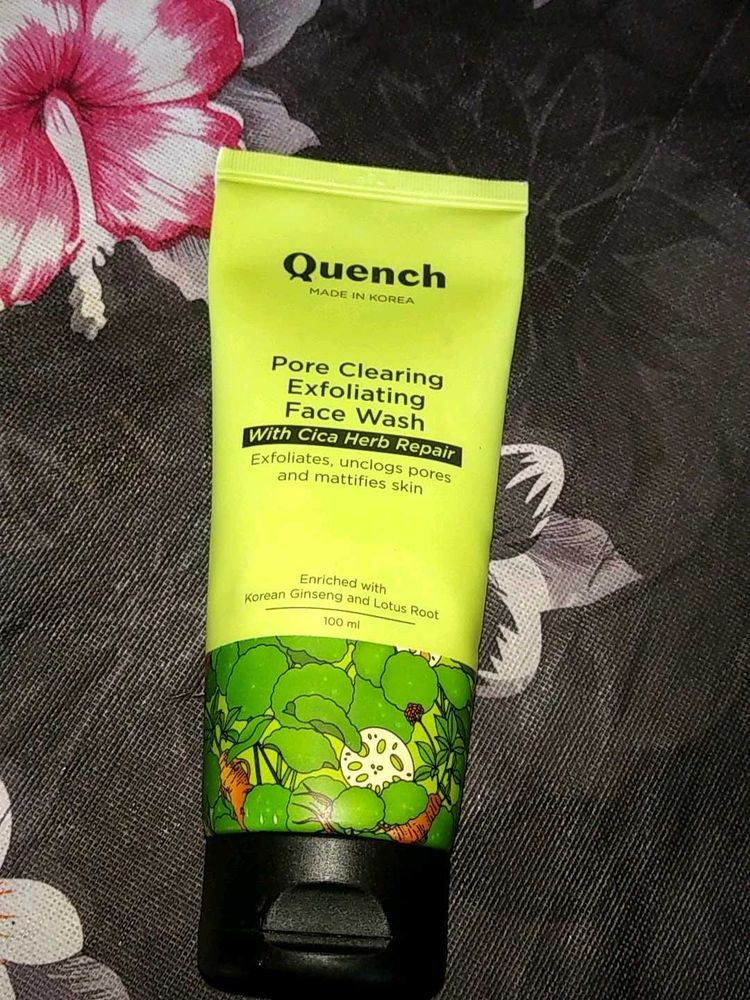 Quench
MADE IN KOREA
Pore Clearing
Exfoliating
Face Wash
With Cica Herb Repair
Exfoliates, unclogs pores
and mattifies skin
Enriched with
Korean Ginseng and Lotus Root
100 ml